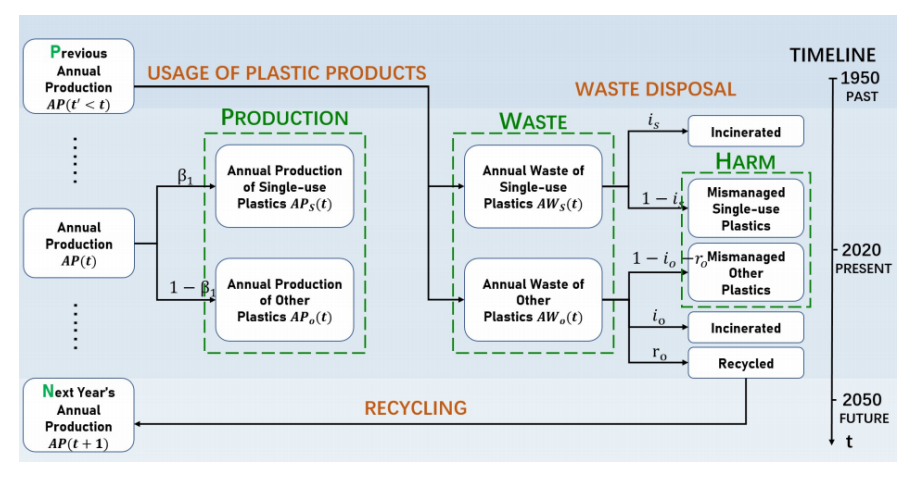 Previous
Annual
Production
AP(t' < t)
USAGE OF PLASTIC PRODUCTS
WASTE DISPOSAL
TIMELINE
1950
PAST
PRODUCTION
WASTE
HARM
Annual
Production
AP(t)
β₁
1 − β₁
Annual Production
of Single-use
Plastics AP_S(t)
Annual Production
of Other
Plastics AP_o(t)
Annual Waste of
Single-use
Plastics AW_S(t)
Annual Waste of
Other
Plastics AW_o(t)
i_s
Incinerated
1 − i_s
Mismanaged
Single-use
Plastics
1 − i_o − r_o
Mismanaged
Other
Plastics
i_o
Incinerated
r_o
Recycled
2020
PRESENT
Next Year's
Annual
Production
AP(t + 1)
RECYCLING
2050
FUTURE
t